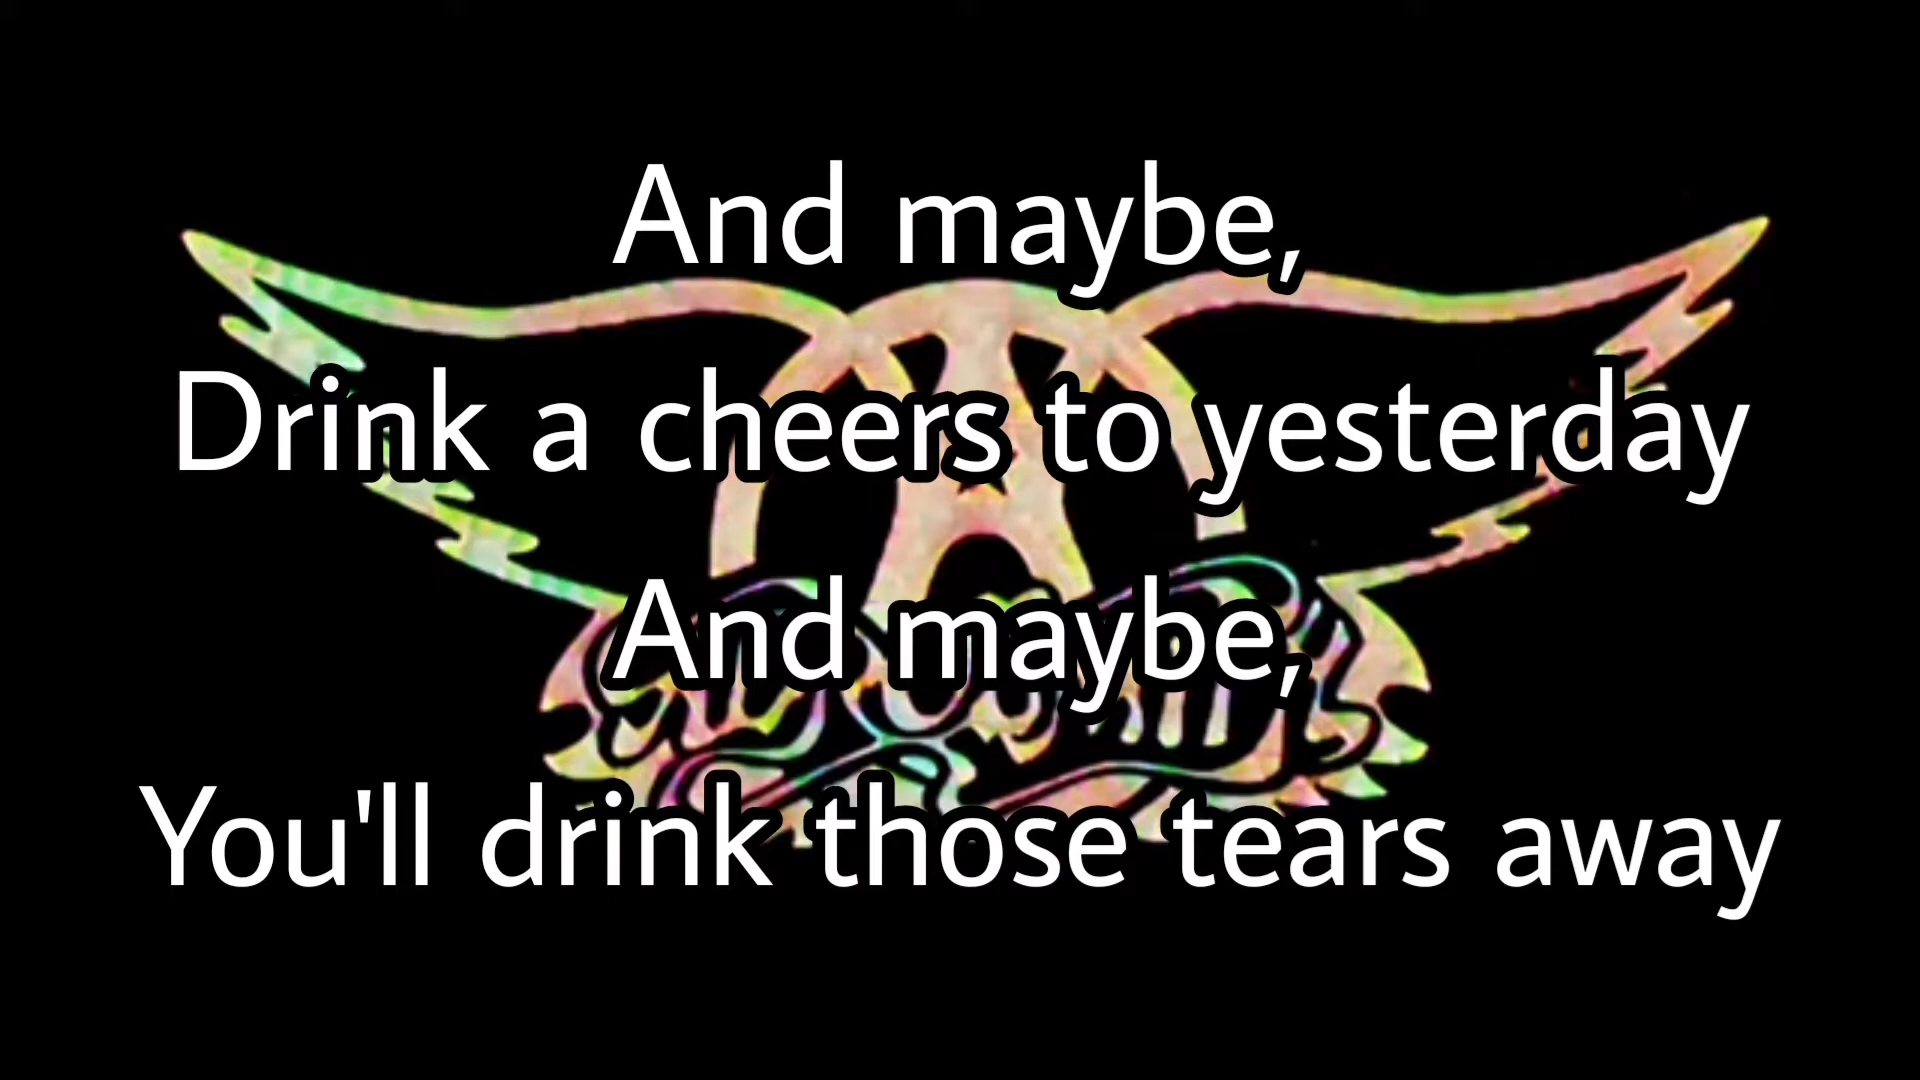 And maybe,
Drink a cheers to yesterday
And maybe,
You'll drink those tears away